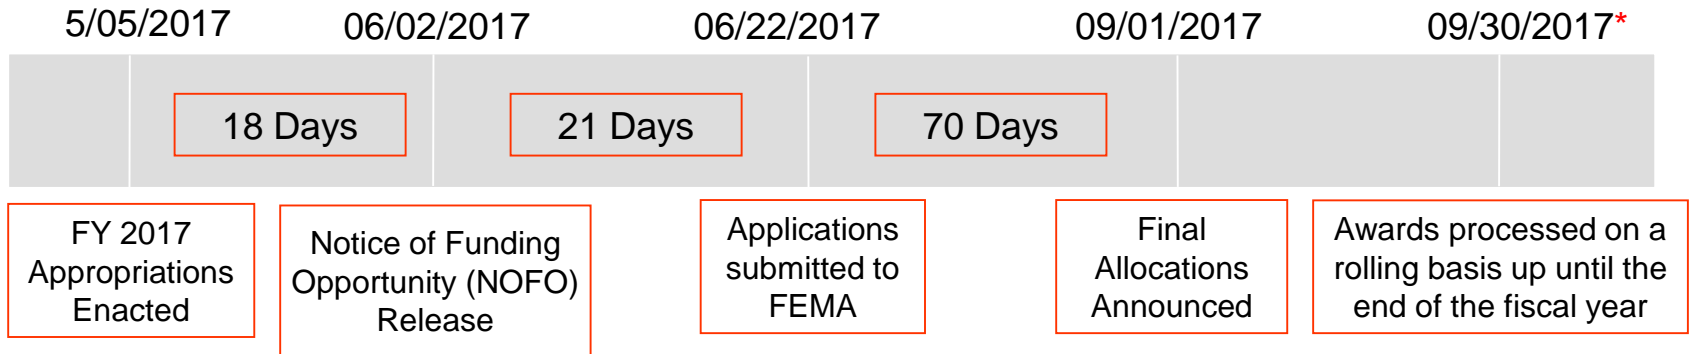 5/05/2017
06/02/2017
06/22/2017
09/01/2017
09/30/2017*
18 Days
21 Days
70 Days
FY 2017
Appropriations
Enacted
Notice of Funding
Opportunity (NOFO)
Release
Applications
submitted to
FEMA
Final
Allocations
Announced
Awards processed on a
rolling basis up until the
end of the fiscal year